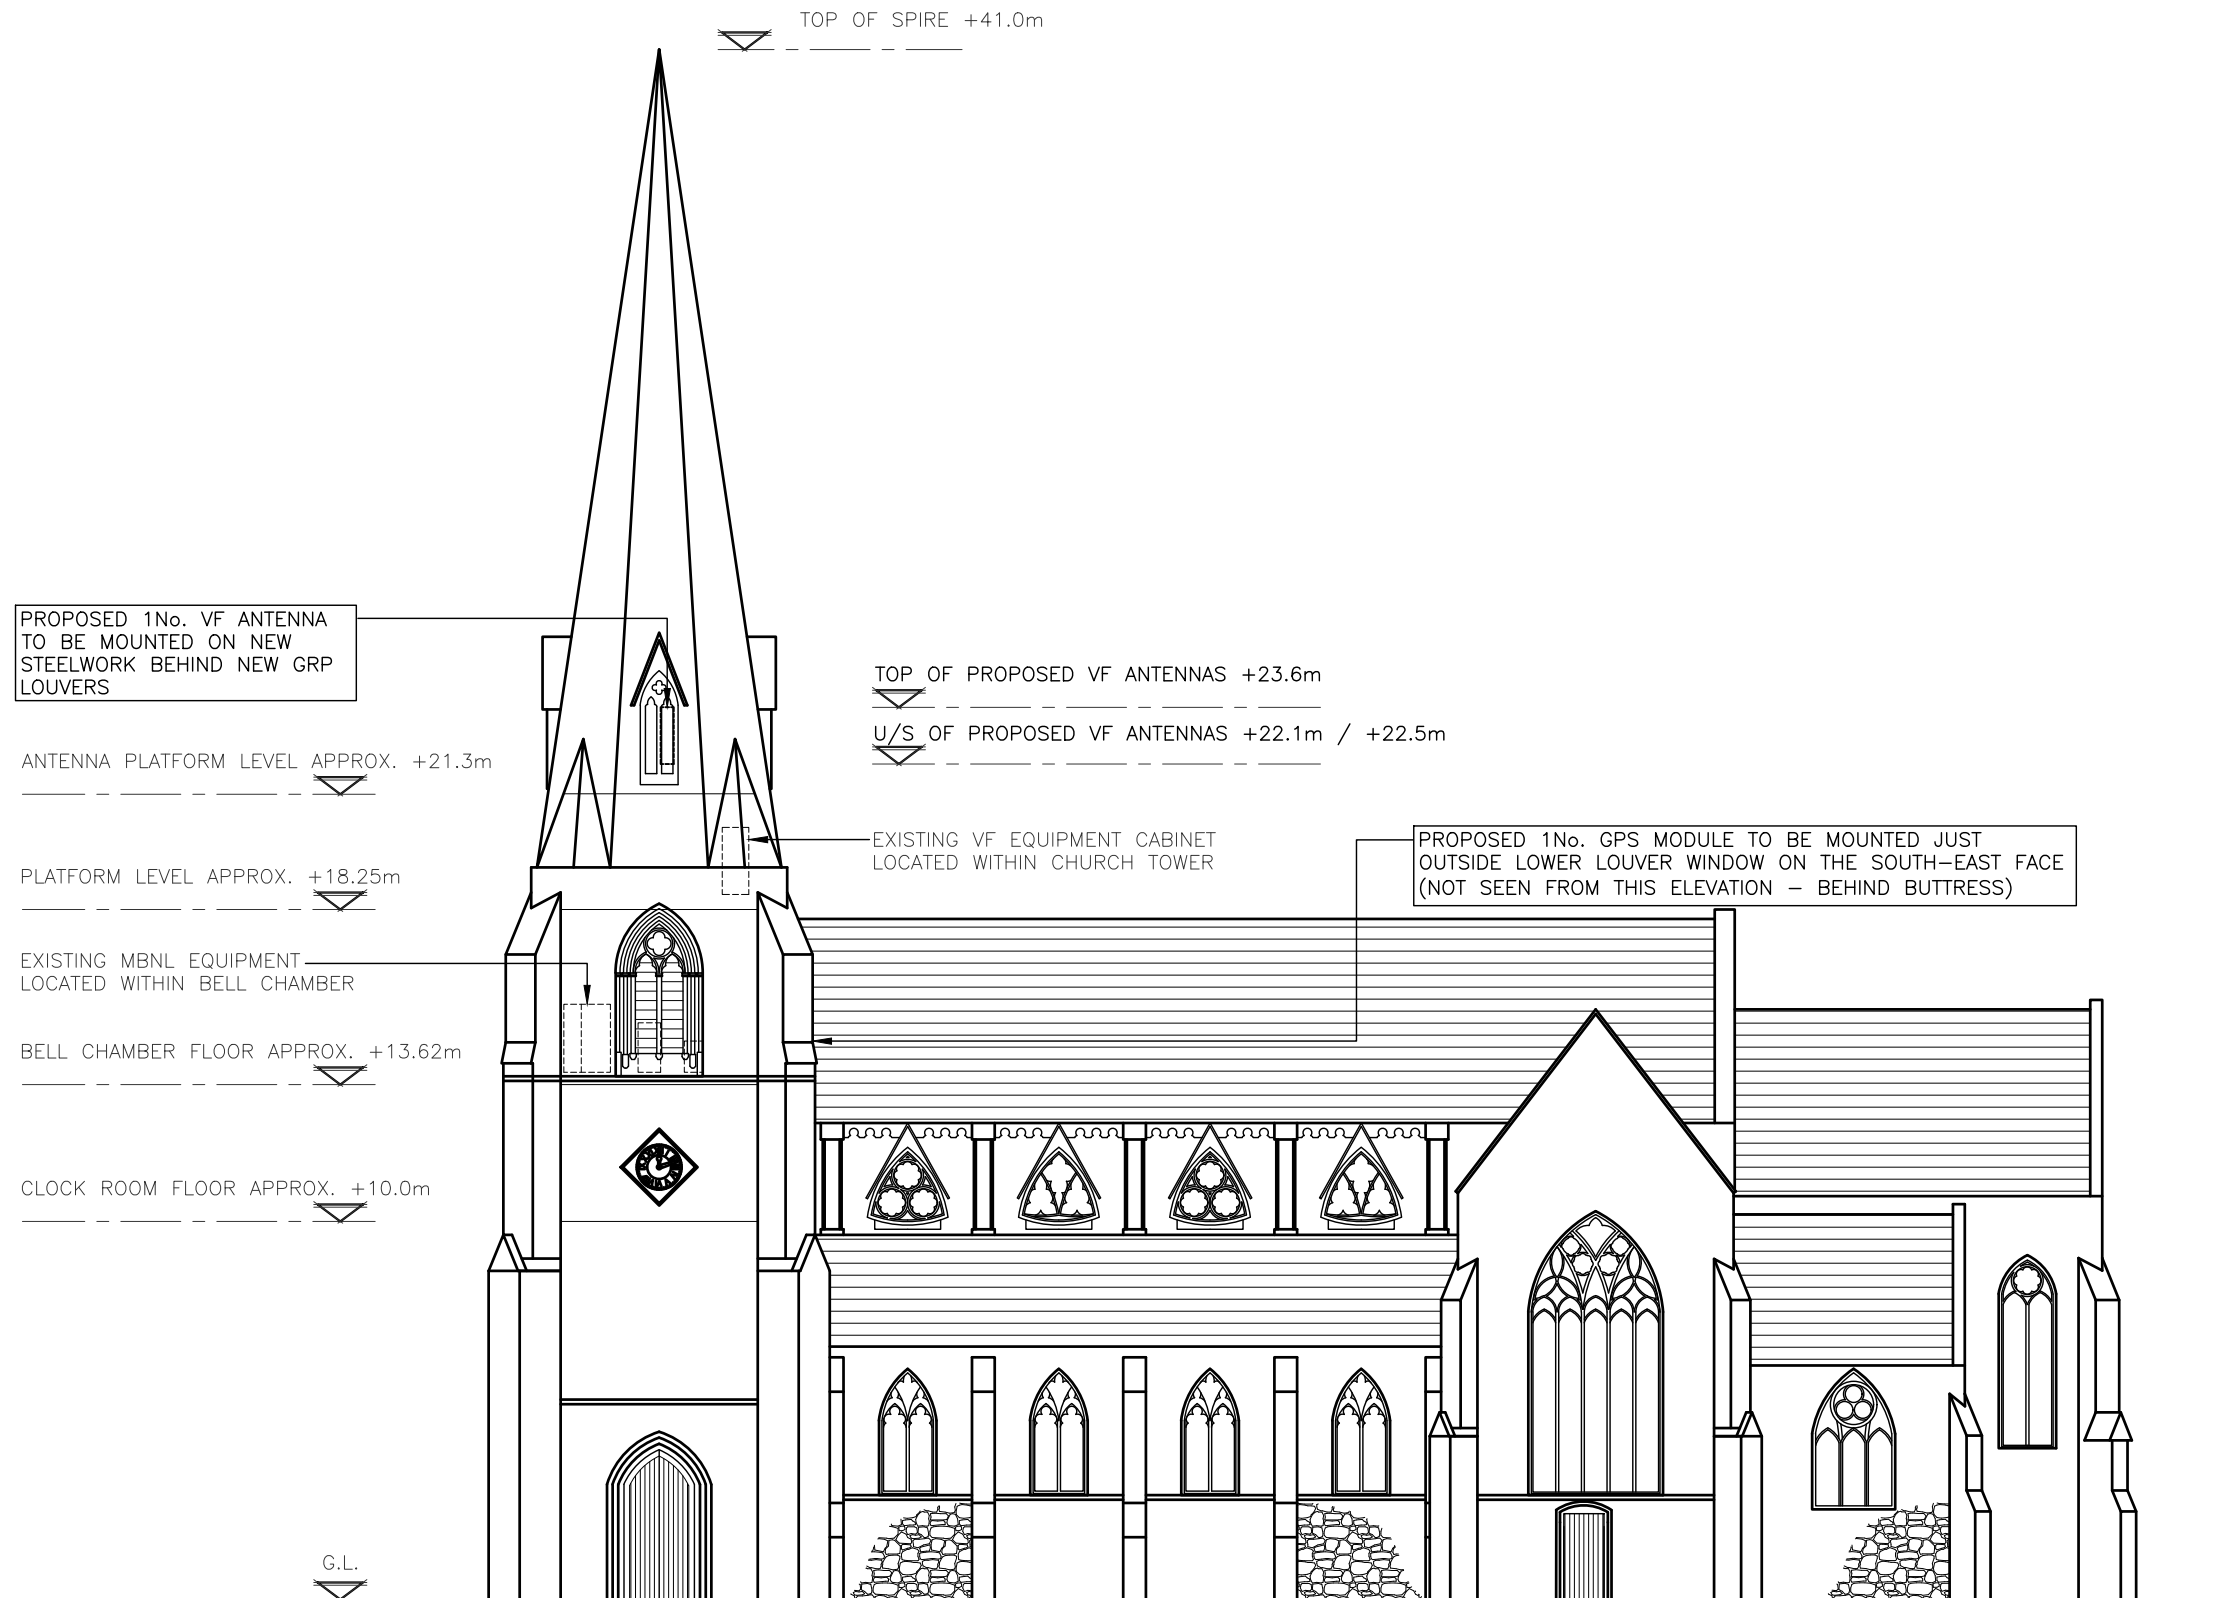 TOP OF SPIRE +41.0m
PROPOSED 1No. VF ANTENNA
TO BE MOUNTED ON NEW
STEELWORK BEHIND NEW GRP
LOUVERS
TOP OF PROPOSED VF ANTENNAS +23.6m
U/S OF PROPOSED VF ANTENNAS +22.1m / +22.5m
ANTENNA PLATFORM LEVEL APPROX. +21.3m
EXISTING VF EQUIPMENT CABINET
LOCATED WITHIN CHURCH TOWER
PROPOSED 1No. GPS MODULE TO BE MOUNTED JUST
OUTSIDE LOWER LOUVER WINDOW ON THE SOUTH-EAST FACE
(NOT SEEN FROM THIS ELEVATION - BEHIND BUTTRESS)
PLATFORM LEVEL APPROX. +18.25m
EXISTING MBNL EQUIPMENT
LOCATED WITHIN BELL CHAMBER
BELL CHAMBER FLOOR APPROX. +13.62m
CLOCK ROOM FLOOR APPROX. +10.0m
G.L.